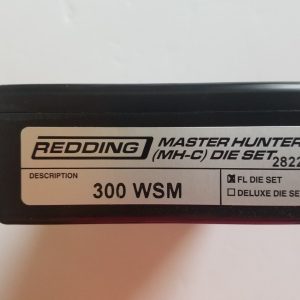 REDDING
MASTER HUNTER
(MH-C) DIE SET
2822
DESCRIPTION
300 WSM
FL DIE SET
DELUXE DIE SE